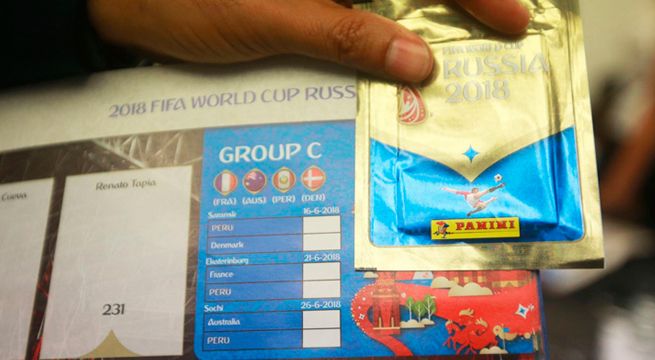 FIFA WORLD CUP
RUSSIA
2018
PANINI
2018 FIFA WORLD CUP RUSS
Cueva
Renato Tapia
231
GROUP C
(FRA) (AUS) (PER) (DEN)
Saransk 16-6-2018
PERU
Denmark
Ekaterinburg 21-6-2018
France
PERU
Sochi 26-6-2018
Australia
PERU